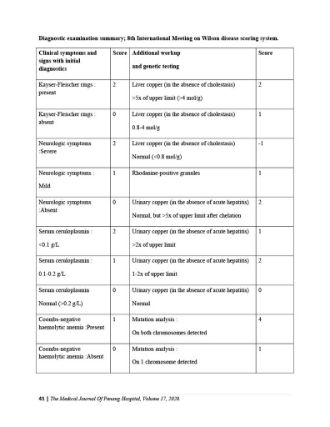 Diagnostic examination summary; 8th International Meeting on Wilson disease scoring system.
Clinical symptoms and signs with initial diagnostics
Score
Additional workup and genetic testing
Score
Kayser-Fleischer rings : present
2
Liver copper (in the absence of cholestasis)
>5x of upper limit (>4 mol/g)
2
Kayser-Fleischer rings : absent
0
Liver copper (in the absence of cholestasis)
0.8-4 mol/g
1
Neurologic symptoms :Severe
2
Liver copper (in the absence of cholestasis)
Normal (<0.8 mol/g)
-1
Neurologic symptoms : Mild
1
Rhodanine-positive granules
1
Neurologic symptoms :Absent
0
Urinary copper (in the absence of acute hepatitis)
Normal, but >5x of upper limit after chelation
2
Serum ceruloplasmin : <0.1 g/L
2
Urinary copper (in the absence of acute hepatitis)
>2x of upper limit
1
Serum ceruloplasmin : 0.1-0.2 g/L
1
Urinary copper (in the absence of acute hepatitis)
1-2x of upper limit
2
Serum ceruloplasmin Normal (>0.2 g/L)
0
Urinary copper (in the absence of acute hepatitis)
Normal
0
Coombs-negative haemolytic anemia :Present
1
Mutation analysis :
On both chromosomes detected
4
Coombs-negative haemolytic anemia :Absent
0
Mutation analysis :
On 1 chromosome detected
1
41 | The Medical Journal Of Penang Hospital, Volume 17, 2020.